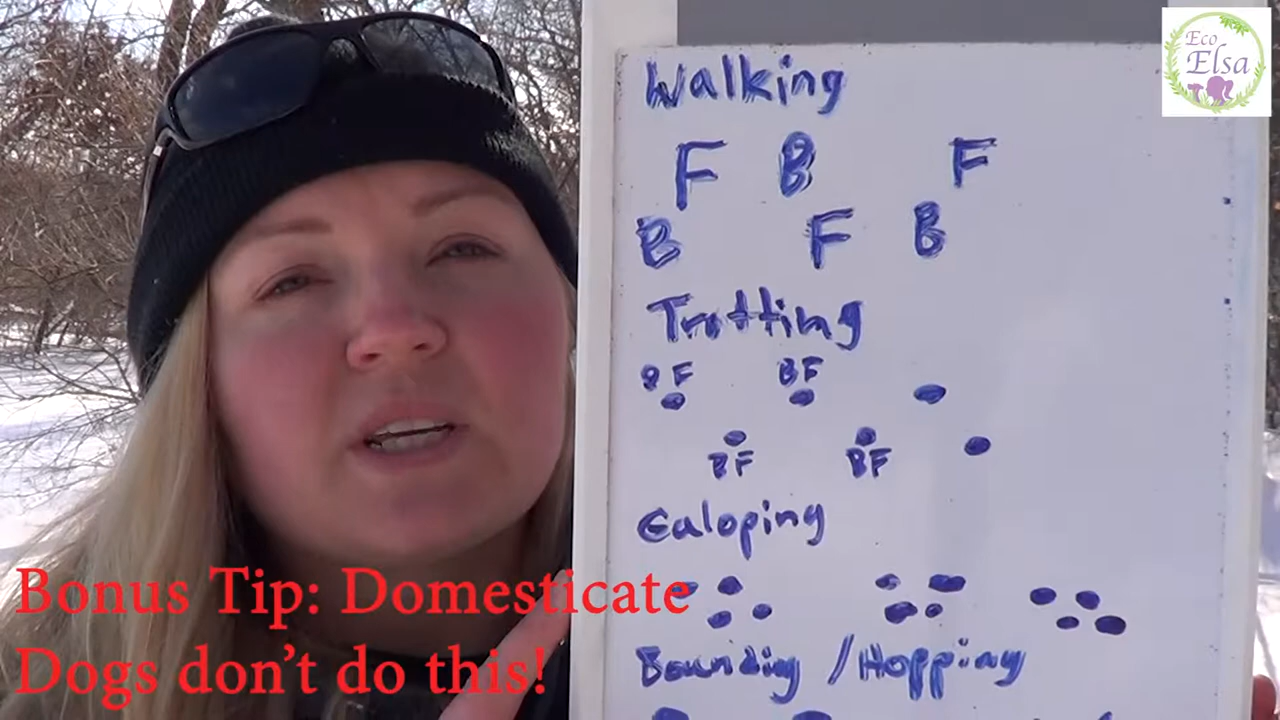 Eco
Elsa
Walking
F B F
B F B
Trotting
BF BF
BF BF
Galoping
Bounding / Hopping
Bonus Tip: Domesticate
Dogs don't do this!